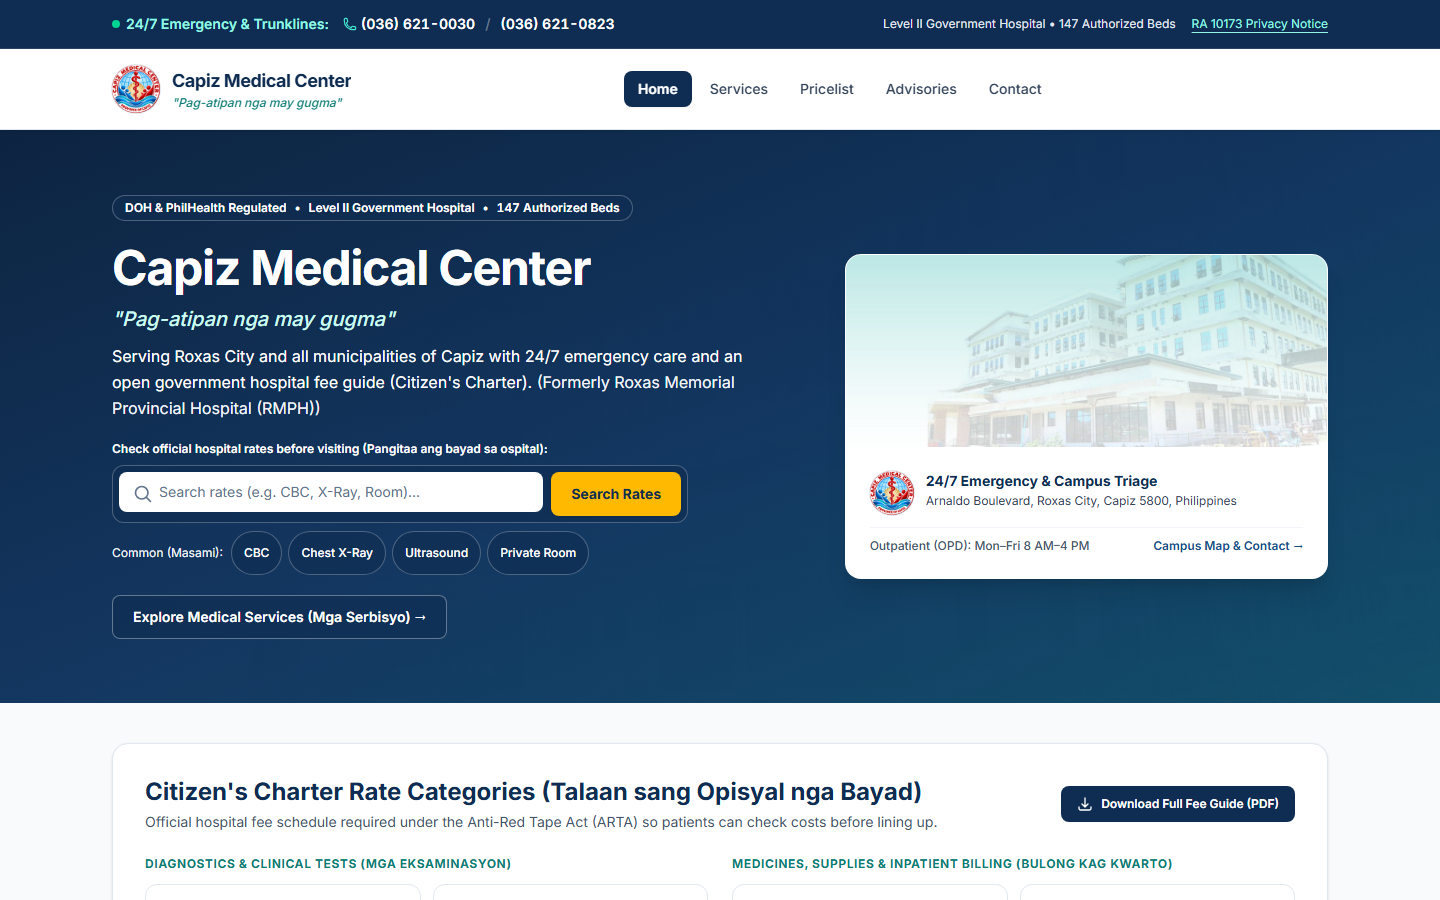 24/7 Emergency & Trunklines: (036) 621-0030 / (036) 621-0823
Level II Government Hospital • 147 Authorized Beds RA 10173 Privacy Notice
Capiz Medical Center
"Pag-atipan nga may gugma"
Home Services Pricelist Advisories Contact
DOH & PhilHealth Regulated • Level II Government Hospital • 147 Authorized Beds
Capiz Medical Center
"Pag-atipan nga may gugma"
Serving Roxas City and all municipalities of Capiz with 24/7 emergency care and an
open government hospital fee guide (Citizen's Charter). (Formerly Roxas Memorial
Provincial Hospital (RMPH))
Check official hospital rates before visiting (Pangitaa ang bayad sa ospital):
Search rates (e.g. CBC, X-Ray, Room)...
Search Rates
Common (Masami): CBC Chest X-Ray Ultrasound Private Room
Explore Medical Services (Mga Serbisyo) →
24/7 Emergency & Campus Triage
Arnaldo Boulevard, Roxas City, Capiz 5800, Philippines
Outpatient (OPD): Mon–Fri 8 AM–4 PM
Campus Map & Contact →
Citizen's Charter Rate Categories (Talaan sang Opisyal nga Bayad)
Official hospital fee schedule required under the Anti-Red Tape Act (ARTA) so patients can check costs before lining up.
Download Full Fee Guide (PDF)
DIAGNOSTICS & CLINICAL TESTS (MGA EKSAMINASYON)
MEDICINES, SUPPLIES & INPATIENT BILLING (BULONG KAG KWARTO)